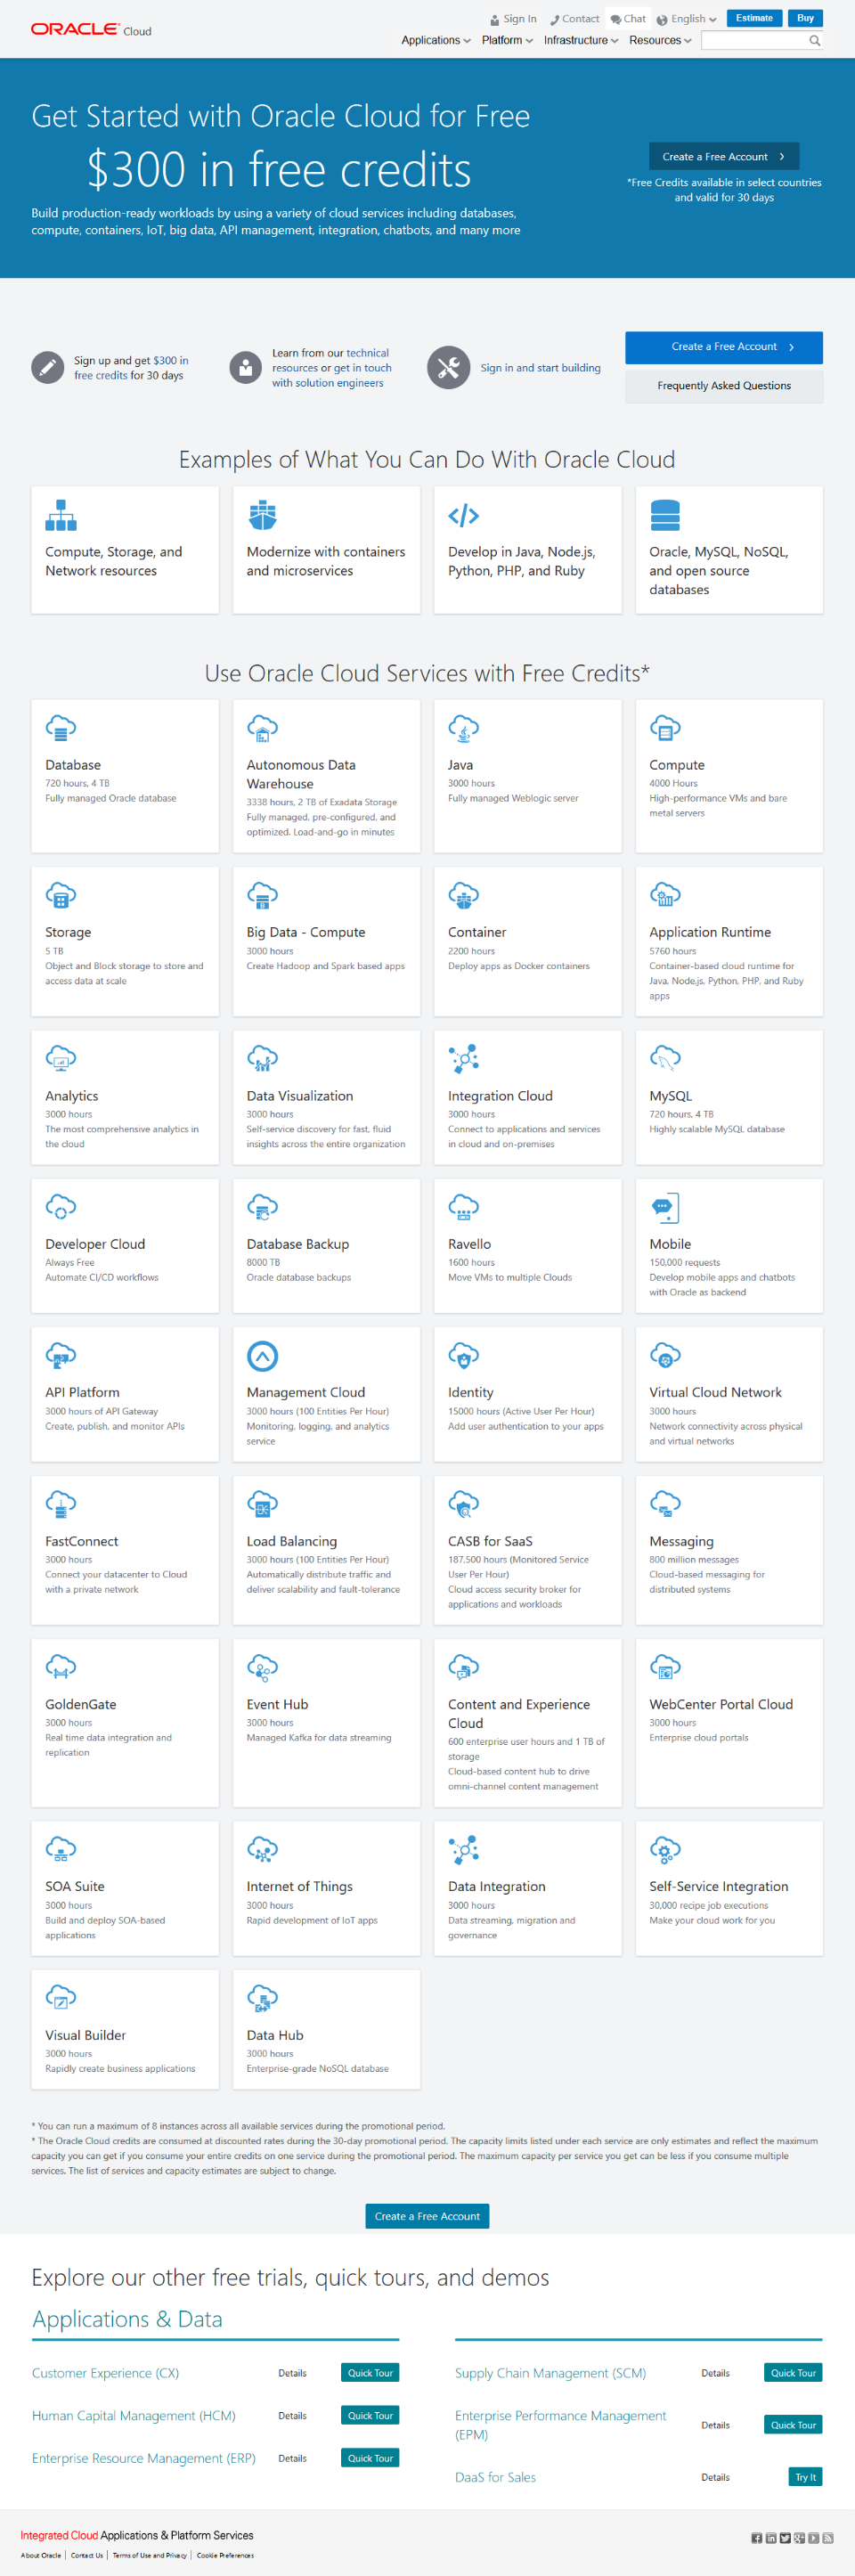 ORACLE Cloud
Sign In Contact Chat English Estimate Buy
Applications Platform Infrastructure Resources
Get Started with Oracle Cloud for Free
$300 in free credits
Build production-ready workloads by using a variety of cloud services including databases,
compute, containers, IoT, big data, API management, integration, chatbots, and many more
Create a Free Account
*Free Credits available in select countries
and valid for 30 days
Sign up and get $300 in
free credits for 30 days
Learn from our technical
resources or get in touch
with solution engineers
Sign in and start building
Create a Free Account
Frequently Asked Questions
Examples of What You Can Do With Oracle Cloud
Compute, Storage, and
Network resources
Modernize with containers
and microservices
Develop in Java, Node.js,
Python, PHP, and Ruby
Oracle, MySQL, NoSQL,
and open source
databases
Use Oracle Cloud Services with Free Credits*
Database
720 hours, 4 TB
Fully managed Oracle database
Autonomous Data
Warehouse
3338 hours, 2 TB of Exadata Storage
Fully managed, pre-configured, and
optimized. Load-and-go in minutes
Java
3000 hours
Fully managed Weblogic server
Compute
4000 Hours
High-performance VMs and bare
metal servers
Storage
5 TB
Object and Block storage to store and
access data at scale
Big Data - Compute
3000 hours
Create Hadoop and Spark based apps
Container
2200 hours
Deploy apps as Docker containers
Application Runtime
5760 hours
Container-based cloud runtime for
Java, Node.js, Python, PHP, and Ruby
apps
Analytics
3000 hours
The most comprehensive analytics in
the cloud
Data Visualization
3000 hours
Self-service discovery for fast, fluid
insights across the entire organization
Integration Cloud
3000 hours
Connect to applications and services
in cloud and on-premises
MySQL
720 hours, 4 TB
Highly scalable MySQL database
Developer Cloud
Always Free
Automate CI/CD workflows
Database Backup
8000 TB
Oracle database backups
Ravello
1600 hours
Move VMs to multiple Clouds
Mobile
150,000 requests
Develop mobile apps and chatbots
with Oracle as backend
API Platform
3000 hours of API Gateway
Create, publish, and monitor APIs
Management Cloud
3000 hours (100 Entities Per Hour)
Monitoring, logging, and analytics
service
Identity
15000 hours (Active User Per Hour)
Add user authentication to your apps
Virtual Cloud Network
3000 hours
Network connectivity across physical
and virtual networks
FastConnect
3000 hours
Connect your datacenter to Cloud
with a private network
Load Balancing
3000 hours (100 Entities Per Hour)
Automatically distribute traffic and
deliver scalability and fault-tolerance
CASB for SaaS
187,500 hours (Monitored Service
User Per Hour)
Cloud access security broker for
applications and workloads
Messaging
800 million messages
Cloud-based messaging for
distributed systems
GoldenGate
3000 hours
Real time data integration and
replication
Event Hub
3000 hours
Managed Kafka for data streaming
Content and Experience
Cloud
600 enterprise user hours and 1 TB of
storage
Cloud-based content hub to drive
omni-channel content management
WebCenter Portal Cloud
3000 hours
Enterprise cloud portals
SOA Suite
3000 hours
Build and deploy SOA-based
applications
Internet of Things
3000 hours
Rapid development of IoT apps
Data Integration
3000 hours
Data streaming, migration and
governance
Self-Service Integration
30,000 recipe job executions
Make your cloud work for you
Visual Builder
3000 hours
Rapidly create business applications
Data Hub
3000 hours
Enterprise-grade NoSQL database
* You can run a maximum of 8 instances across all available services during the promotional period.
* The Oracle Cloud credits are consumed at discounted rates during the 30-day promotional period. The capacity limits listed under each service are only estimates and reflect the maximum
capacity you can get if you consume your entire credits on one service during the promotional period. The maximum capacity per service you get can be less if you consume multiple
services. The list of services and capacity estimates are subject to change.
Create a Free Account
Explore our other free trials, quick tours, and demos
Applications & Data
Customer Experience (CX) Details Quick Tour
Human Capital Management (HCM) Details Quick Tour
Enterprise Resource Management (ERP) Details Quick Tour
Supply Chain Management (SCM) Details Quick Tour
Enterprise Performance Management
(EPM) Details Quick Tour
DaaS for Sales Details Try It
Integrated Cloud Applications & Platform Services
About Oracle | Contact Us | Terms of Use and Privacy | Cookie Preferences